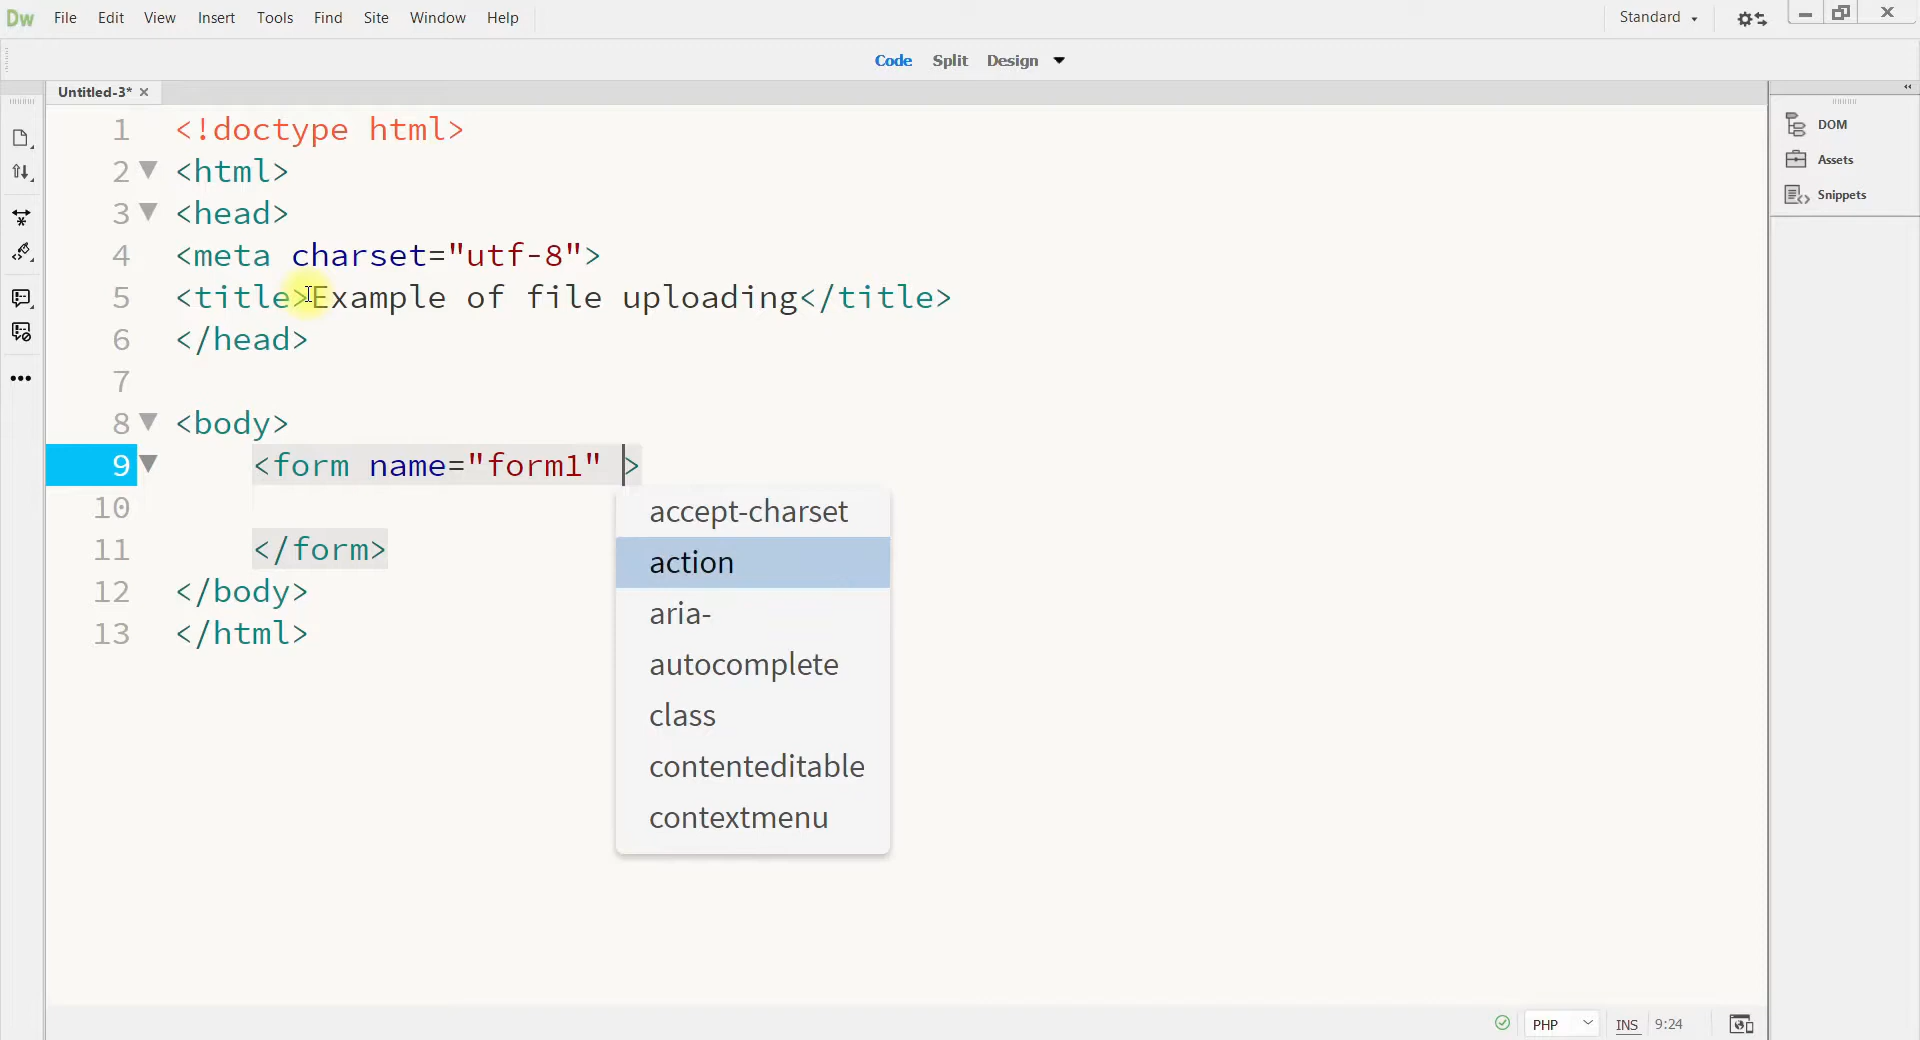 Dw File Edit View Insert Tools Find Site Window Help Standard
Code Split Design
Untitled-3*
1 <!doctype html>
2 <html>
3 <head>
4 <meta charset="utf-8">
5 <title>Example of file uploading</title>
6 </head>
7
8 <body>
9 <form name="form1" >
10
11 </form>
12 </body>
13 </html>
accept-charset
action
aria-
autocomplete
class
contenteditable
contextmenu
DOM
Assets
Snippets
PHP INS 9:24